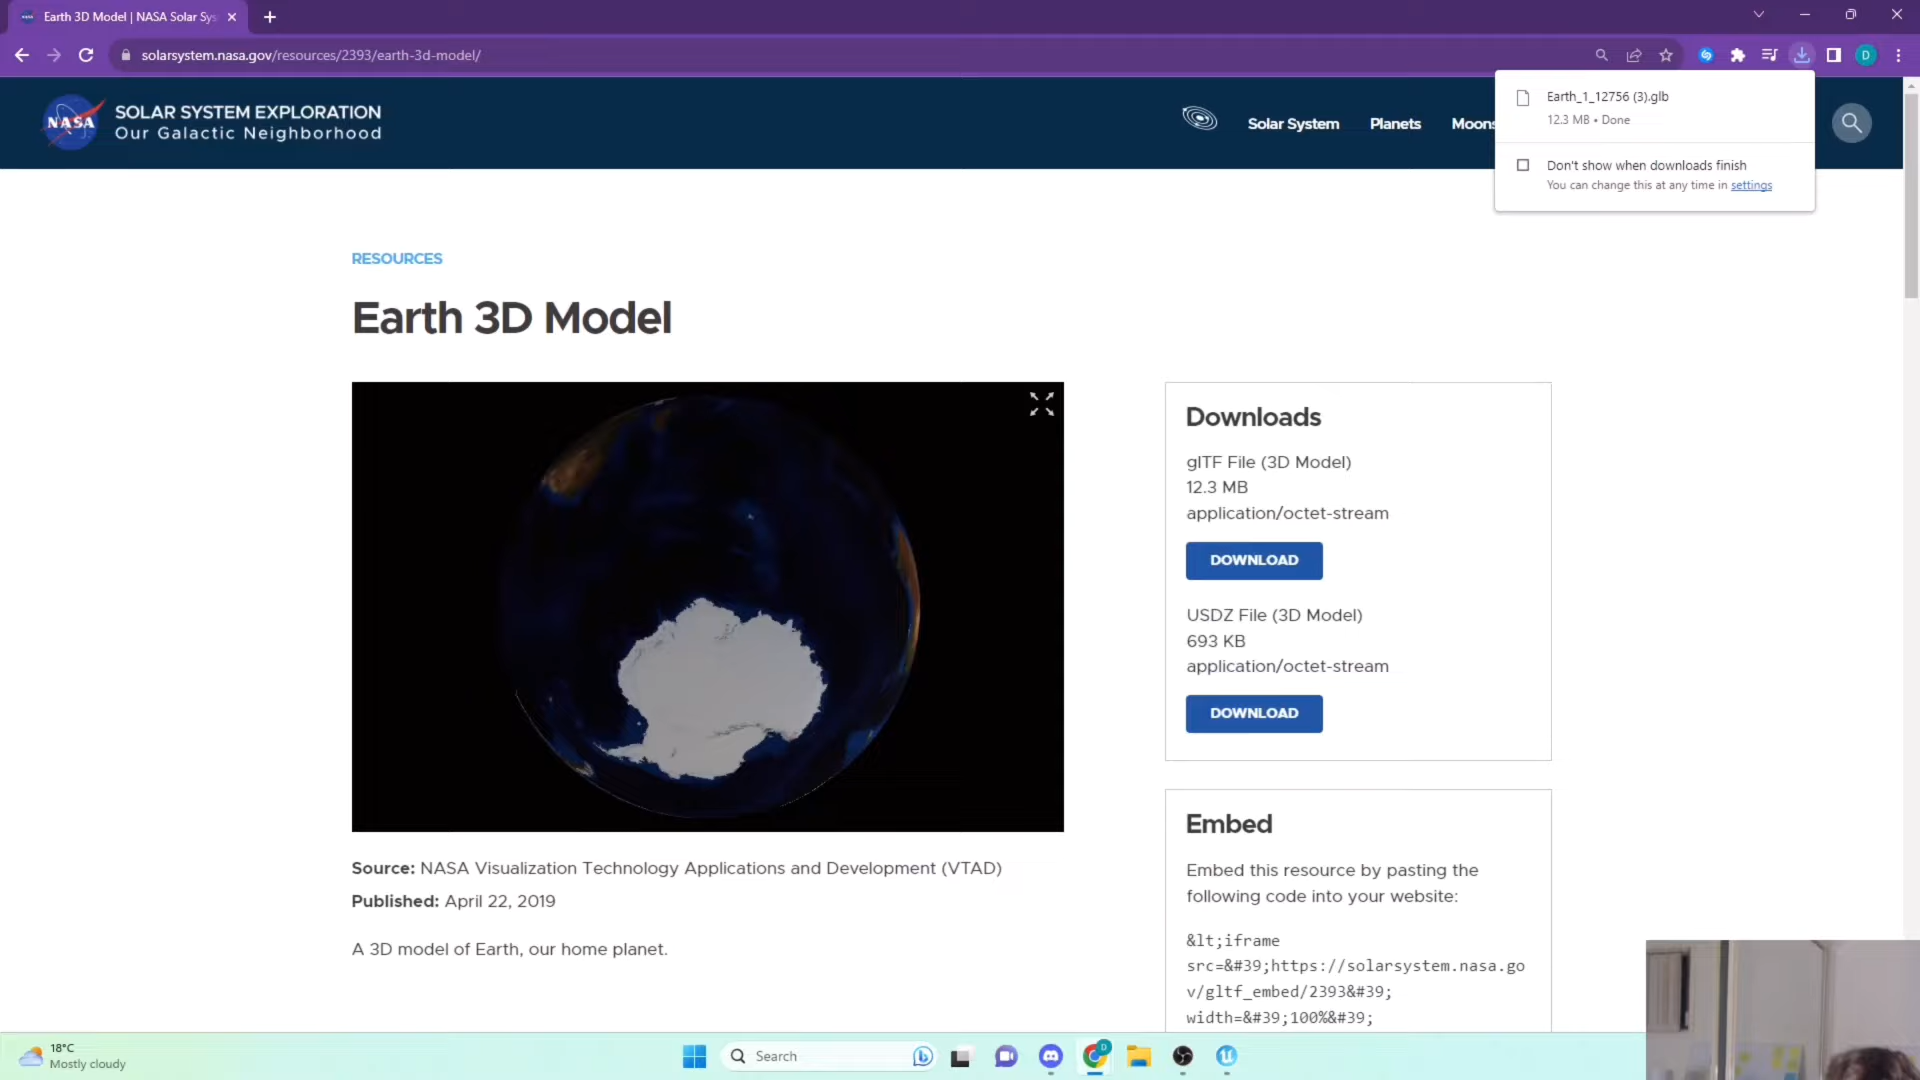 Earth 3D Model | NASA Solar Sys
solarsystem.nasa.gov/resources/2393/earth-3d-model/
D
Earth_1_12756 (3).glb
12.3 MB • Done
Don't show when downloads finish
You can change this at any time in settings
NASA
SOLAR SYSTEM EXPLORATION
Our Galactic Neighborhood
Solar System
Planets
Moons
RESOURCES
Earth 3D Model
Downloads
glTF File (3D Model)
12.3 MB
application/octet-stream
DOWNLOAD
USDZ File (3D Model)
693 KB
application/octet-stream
DOWNLOAD
Source: NASA Visualization Technology Applications and Development (VTAD)
Published: April 22, 2019
A 3D model of Earth, our home planet.
Embed
Embed this resource by pasting the
following code into your website:
&lt;iframe
src=&#39;https://solarsystem.nasa.go
v/gltf_embed/2393&#39;
width=&#39;100%&#39;
18°C
Mostly cloudy
Search
D